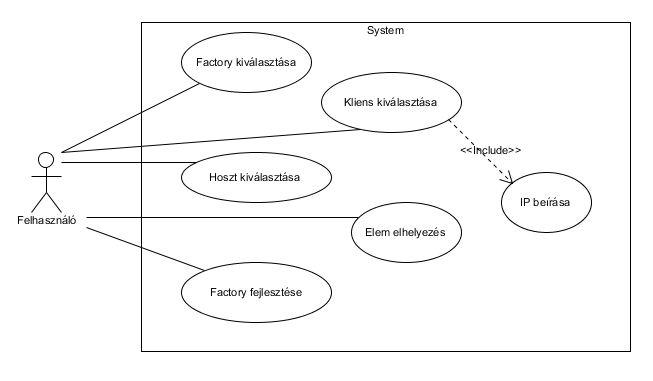 System
Factory kiválasztása
Kliens kiválasztása
<<Include>>
Hoszt kiválasztása
IP beírása
Felhasználó
Elem elhelyezés
Factory fejlesztése